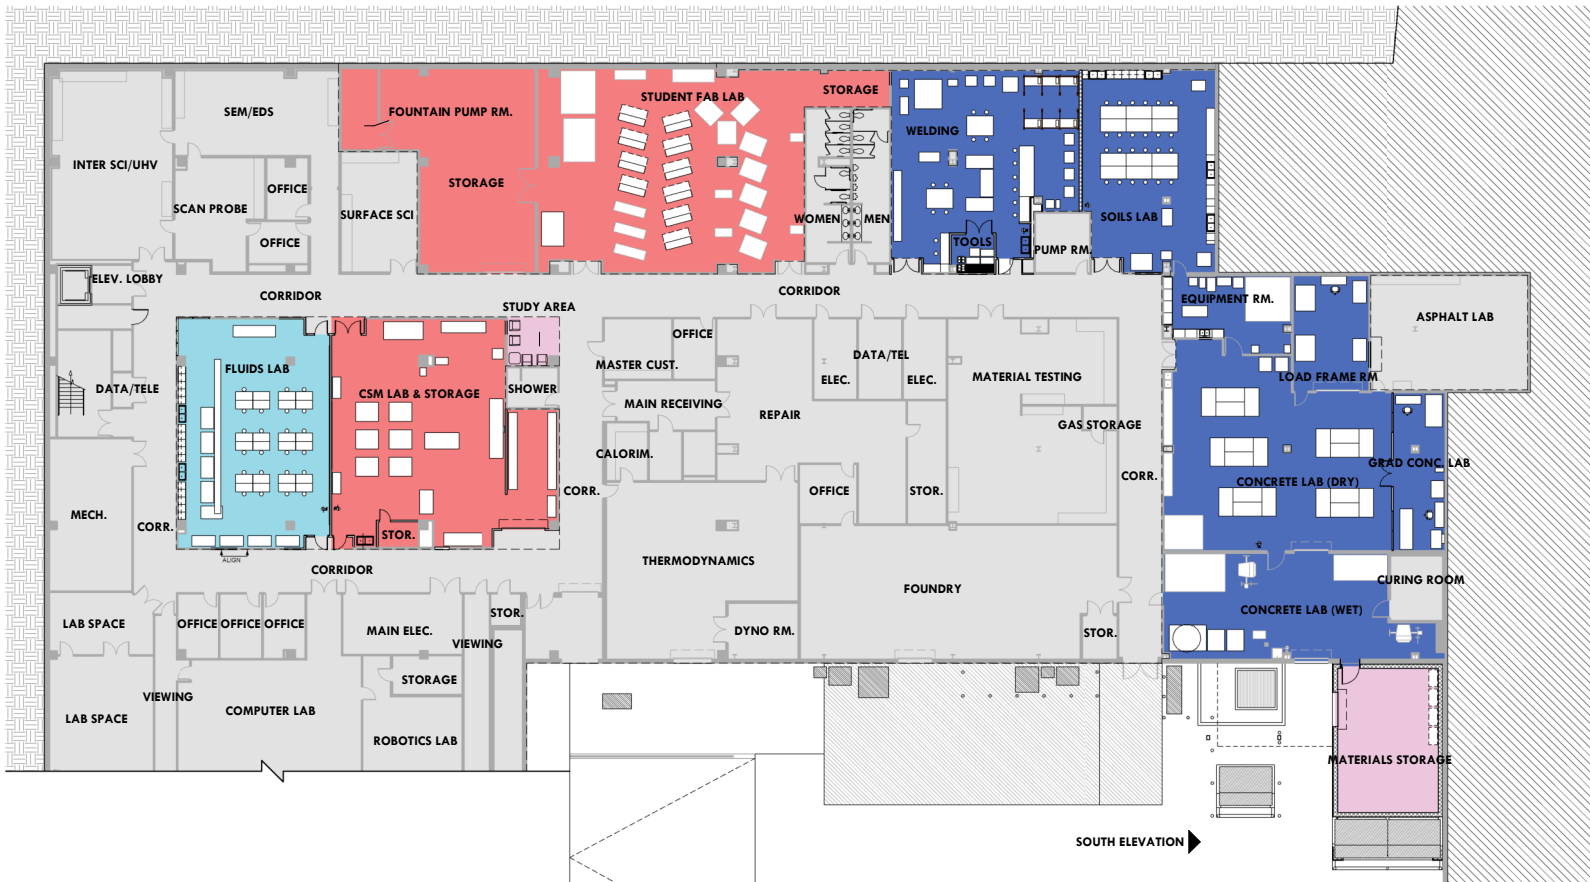 SEM/EDS
FOUNTAIN PUMP RM.
STUDENT FAB LAB
STORAGE
WELDING
INTER SCI/UHV
OFFICE
STORAGE
SCAN PROBE
SURFACE SCI
WOMEN
MEN
SOILS LAB
OFFICE
TOOLS
PUMP RM.
ELEV. LOBBY
CORRIDOR
CORRIDOR
EQUIPMENT RM.
STUDY AREA
ASPHALT LAB
OFFICE
MASTER CUST.
DATA/TEL
FLUIDS LAB
ELEC.
ELEC.
MATERIAL TESTING
LOAD FRAME RM
DATA/TELE
SHOWER
CSM LAB & STORAGE
MAIN RECEIVING
REPAIR
GAS STORAGE
CALORIM.
GRAD CONC. LAB
CORR.
CORR.
CONCRETE LAB (DRY)
OFFICE
STOR.
MECH.
CORR.
STOR.
ALIGN
THERMODYNAMICS
CORRIDOR
FOUNDRY
CURING ROOM
CONCRETE LAB (WET)
STOR.
LAB SPACE
OFFICE
OFFICE
OFFICE
MAIN ELEC.
DYNO RM.
STOR.
VIEWING
STORAGE
VIEWING
COMPUTER LAB
LAB SPACE
ROBOTICS LAB
MATERIALS STORAGE
SOUTH ELEVATION